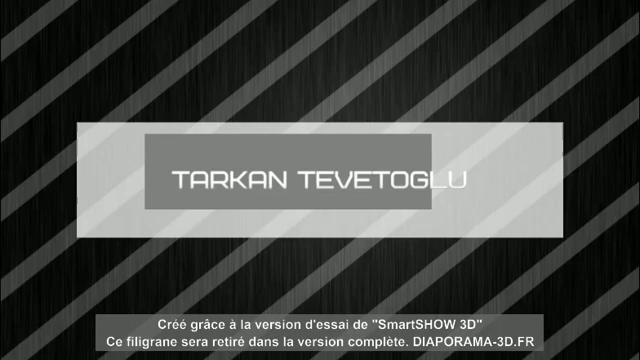 TARKAN TEVETOGLU
Créé grâce à la version d'essai de "SmartSHOW 3D"
Ce filigrane sera retiré dans la version complète. DIAPORAMA-3D.FR